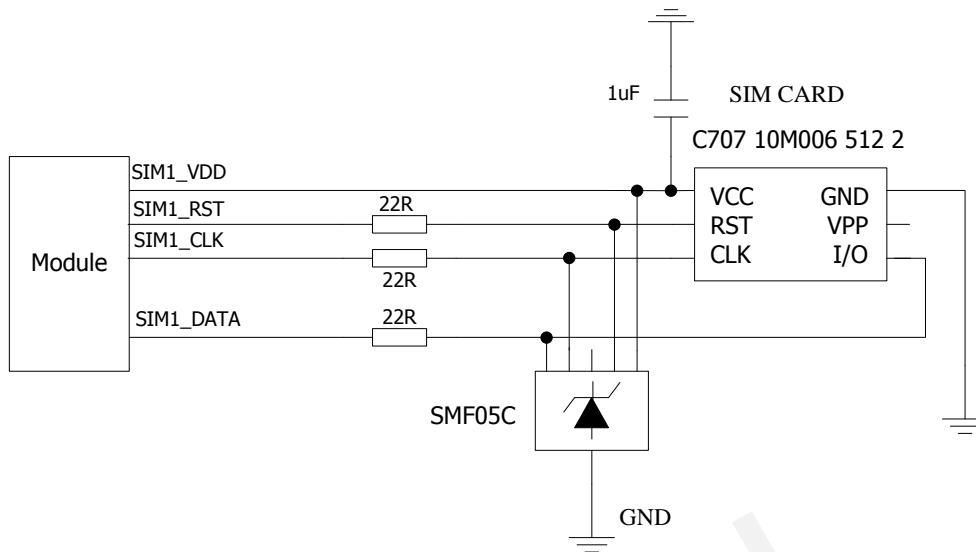 1uF
SIM CARD
C707 10M006 512 2
SIM1_VDD
VCC GND
SIM1_RST
22R
RST VPP
SIM1_CLK
CLK I/O
Module
22R
SIM1_DATA
22R
SMF05C
GND